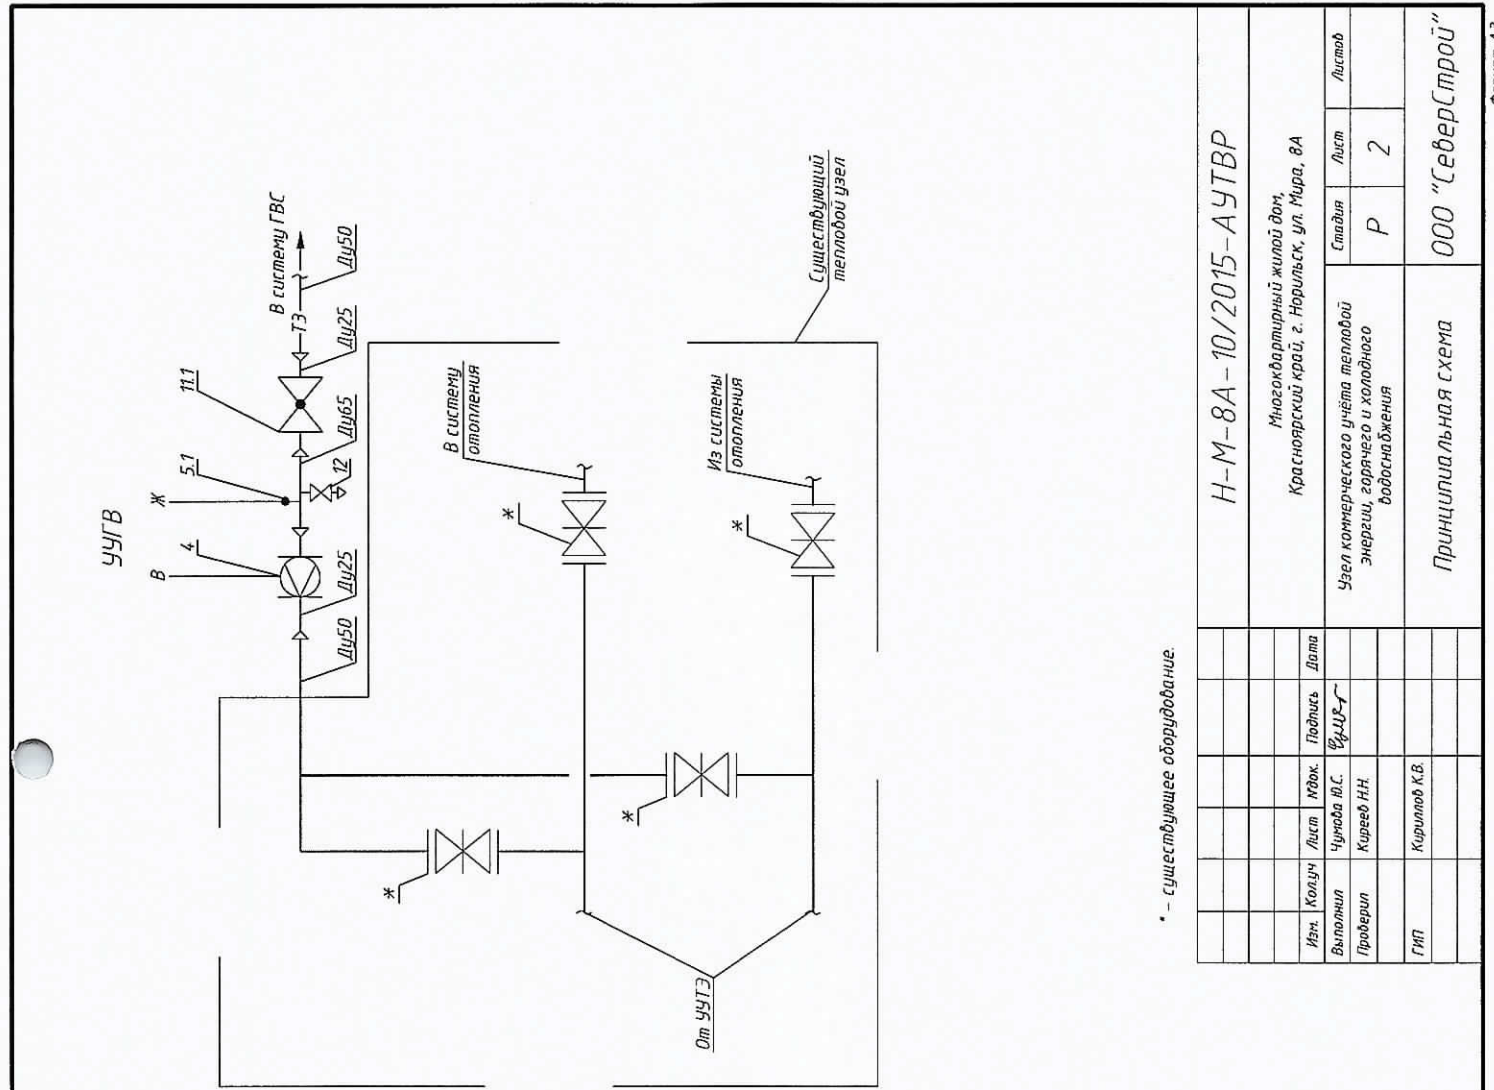 УУГВ
В
4
Ж
5.1
11.1
В систему ГВС
Т3
Ду50
Ду25
Ду65
12
Ду25
Ду50
В систему
отопления
*
Из системы
отопления
*
Существующий
тепловой узел
*
*
От УУТЭ
* - существующее оборудование.
Н-М-8А-10/2015-АУТВР
Многоквартирный жилой дом,
Красноярский край, г. Норильск, ул. Мира, 8А
Изм.
Кол.уч
Лист
№док.
Подпись
Дата
Выполнил
Чумова Ю.С.
Проверил
Киреев Н.Н.
ГИП
Кириллов К.В.
Узел коммерческого учёта тепловой
энергии, горячего и холодного
водоснабжения
Стадия
Лист
Листов
Р
2
Принципиальная схема
ООО "СеверСтрой"